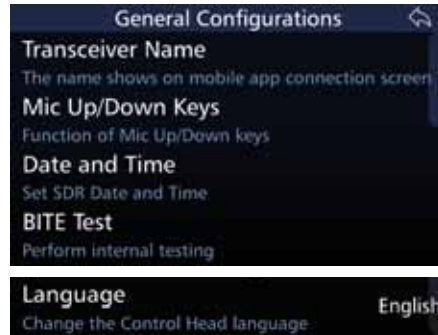 General Configurations
Transceiver Name
The name shows on mobile app connection screen
Mic Up/Down Keys
Function of Mic Up/Down keys
Date and Time
Set SDR Date and Time
BITE Test
Perform internal testing
Language
English
Change the Control Head language